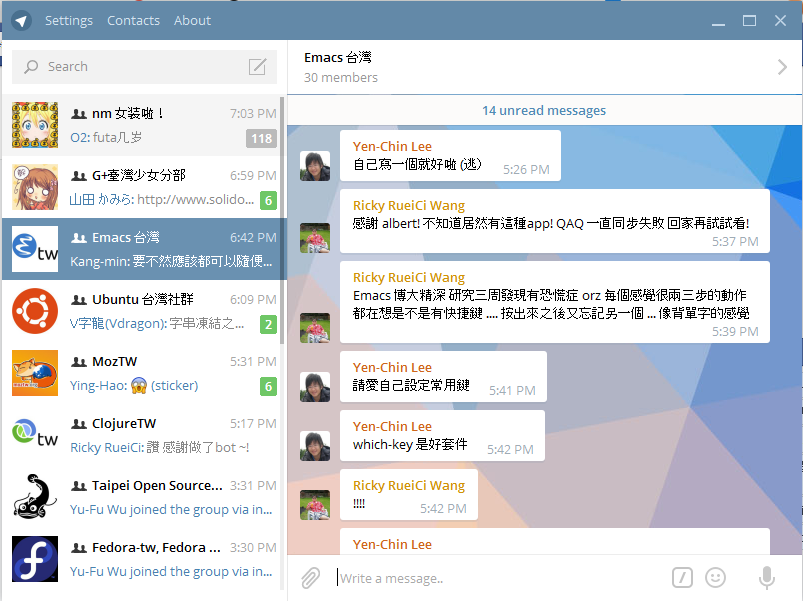 Settings Contacts About
Search
nm 女装啦！ 7:03 PM
O2: futa几岁 118
G+臺灣少女分部 6:59 PM
山田 かみら: http://www.solido... 6
Emacs 台灣 6:42 PM
Kang-min: 要不然應該都可以隨便...
Ubuntu 台灣社群 6:09 PM
V字龍(Vdragon): 字串凍結之... 2
MozTW 5:31 PM
Ying-Hao: 😱 (sticker) 6
ClojureTW 5:17 PM
Ricky RueiCi: 讚 感謝做了bot ~!
Taipei Open Source... 3:31 PM
Yu-Fu Wu joined the group via in...
Fedora-tw, Fedora ... 3:30 PM
Yu-Fu Wu joined the group via in...
Emacs 台灣
30 members
14 unread messages
Yen-Chin Lee
自己寫一個就好啦 (逃) 5:26 PM
Ricky RueiCi Wang
感謝 albert! 不知道居然有這種app! QAQ 一直同步失敗 回家再試試看!
5:37 PM
Ricky RueiCi Wang
Emacs 博大精深 研究三周發現有恐慌症 orz 每個感覺很兩三步的動作
都在想是不是有快捷鍵 .... 按出來之後又忘記另一個 ... 像背單字的感覺
5:39 PM
Yen-Chin Lee
請愛自己設定常用鍵 5:41 PM
Yen-Chin Lee
which-key 是好套件 5:42 PM
Ricky RueiCi Wang
!!!! 5:42 PM
Yen-Chin Lee
Write a message..
tw
tw